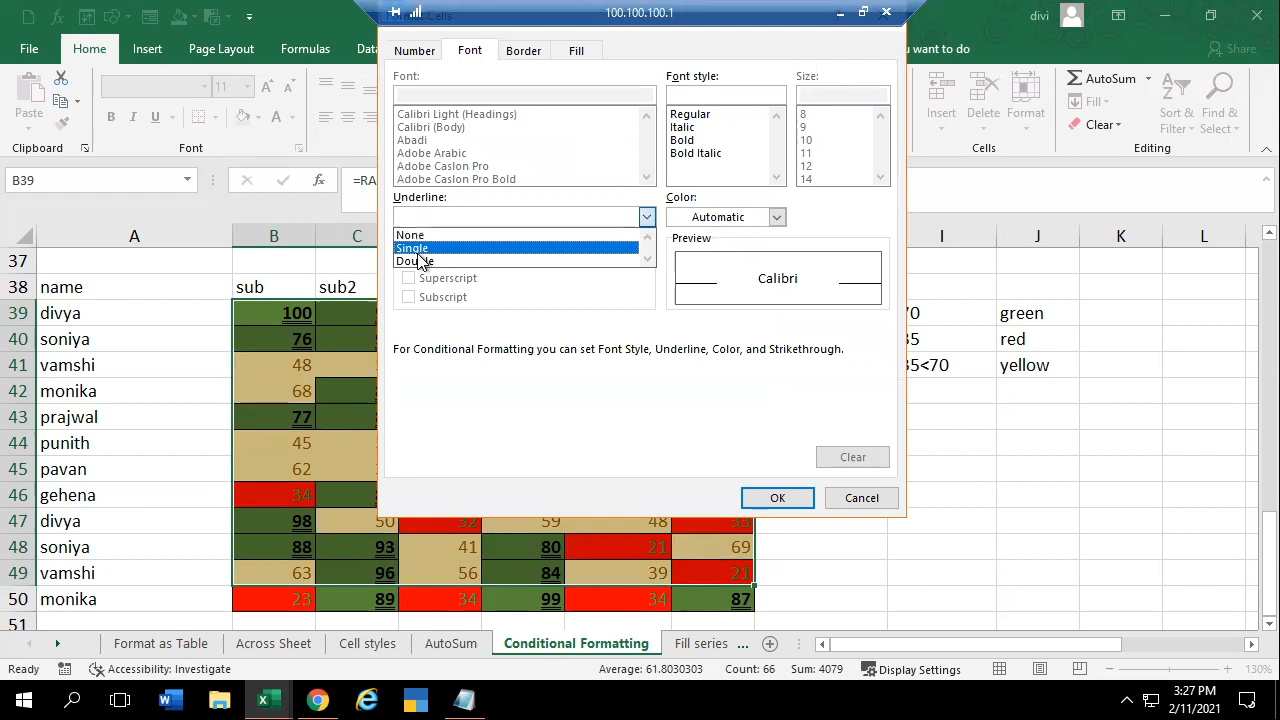 100.100.100.1
divi
File Home Insert Page Layout Formulas
you want to do
Share
Number Font Border Fill
Font:
Font style:
Size:
Calibri Light (Headings)
Calibri (Body)
Abadi
Adobe Arabic
Adobe Caslon Pro
Adobe Caslon Pro Bold
Regular
Italic
Bold
Bold Italic
8
9
10
11
12
14
Underline:
Color:
None
Single
Automatic
Preview
Calibri
Superscript
Subscript
For Conditional Formatting you can set Font Style, Underline, Color, and Strikethrough.
Clear
OK Cancel
Paste
Clipboard
11
B I U
Font
Insert Delete Format
Cells
AutoSum
Fill
Clear
Sort & Filter
Find & Select
Editing
B39
fx
A B C I J K L
37
38 name sub sub2
39 divya 100 green
40 soniya 76 red
41 vamshi 48 35<70 yellow
42 monika 68
43 prajwal 77
44 punith 45
45 pavan 62
46 gehena 34
47 divya 98 50 32 59 48 33
48 soniya 88 93 41 80 21 69
49 vamshi 63 96 56 84 39 21
50 monika 23 89 34 99 34 87
51
Format as Table Across Sheet Cell styles AutoSum Conditional Formatting Fill series ...
Ready Accessibility: Investigate Average: 61.8030303 Count: 66 Sum: 4079 Display Settings 130%
3:27 PM
2/11/2021